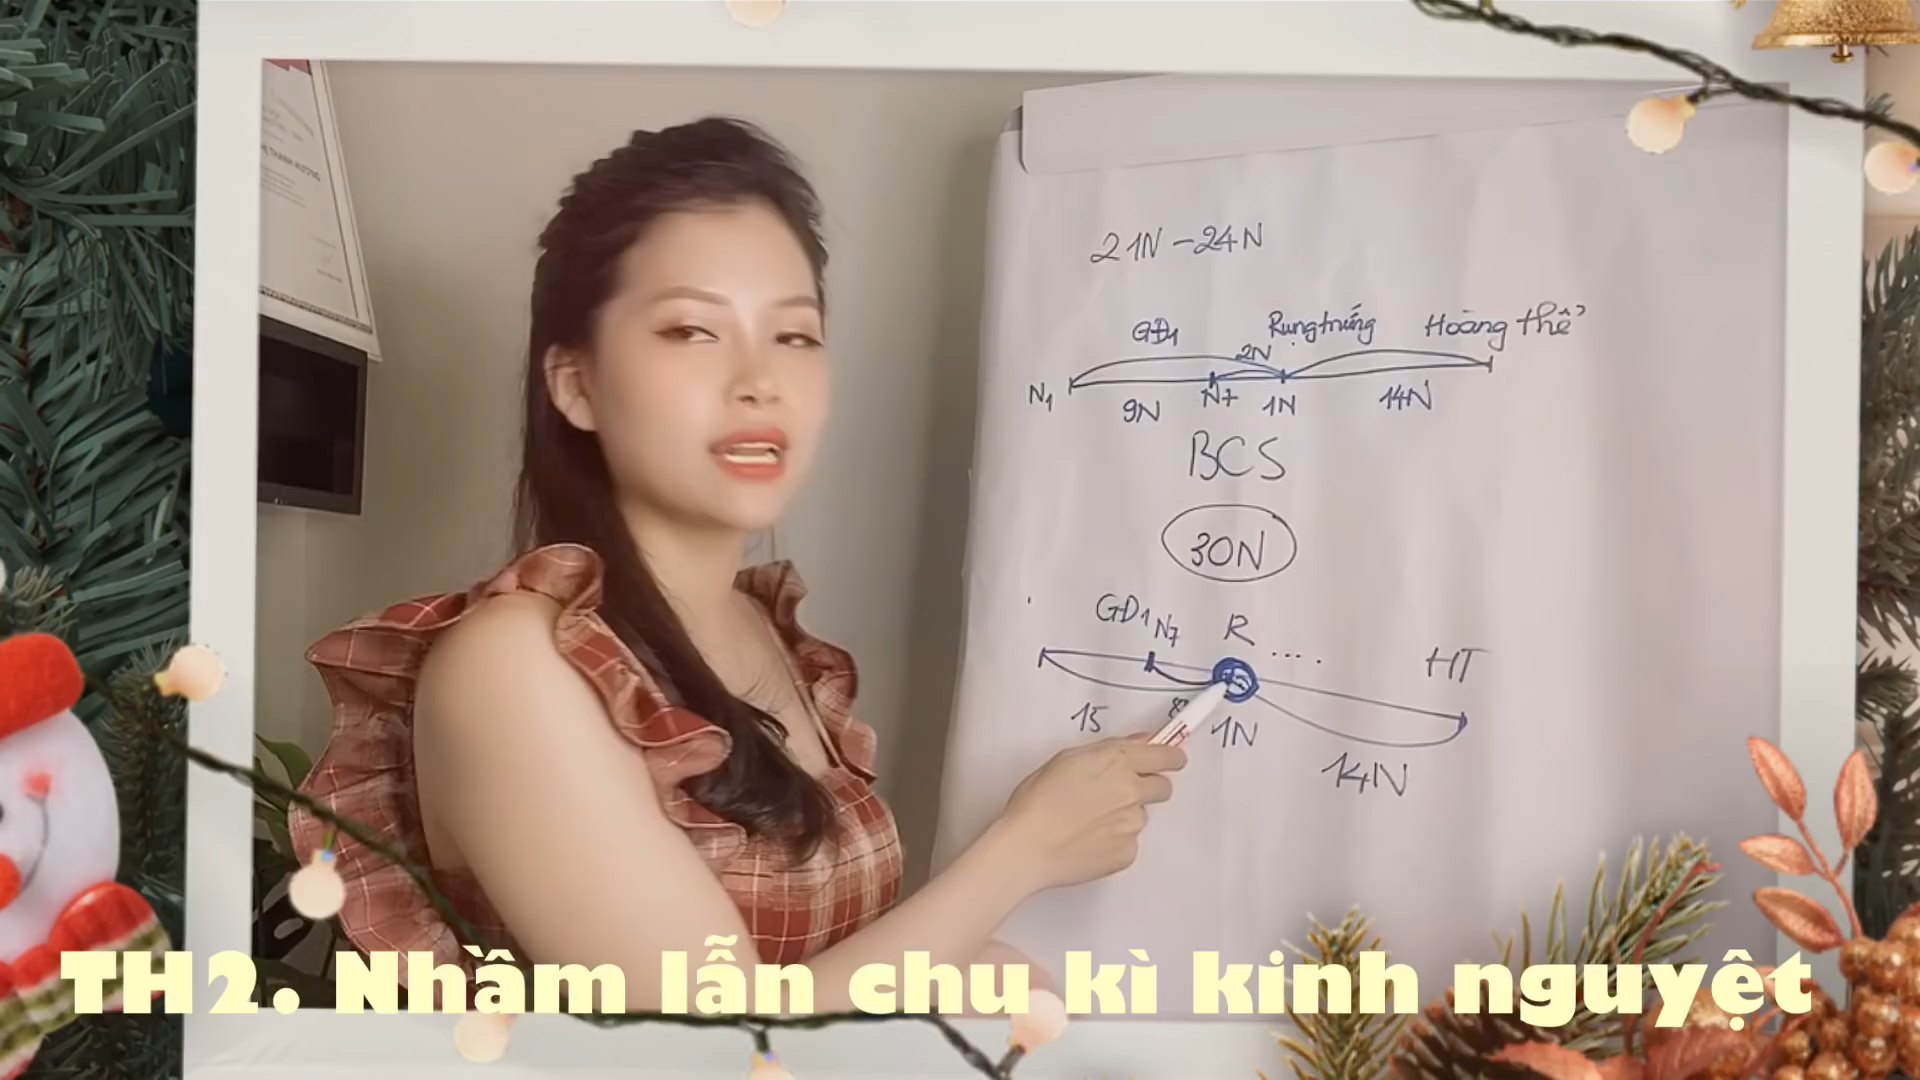 21N - 24N
GĐ1 2N Rụng trứng Hoàng thể
N1 9N N7 1N 14N
BCS
30N
GĐ1 N7 R .... HT
15 8 1N 14N
TH2. Nhầm lẫn chu kì kinh nguyệt